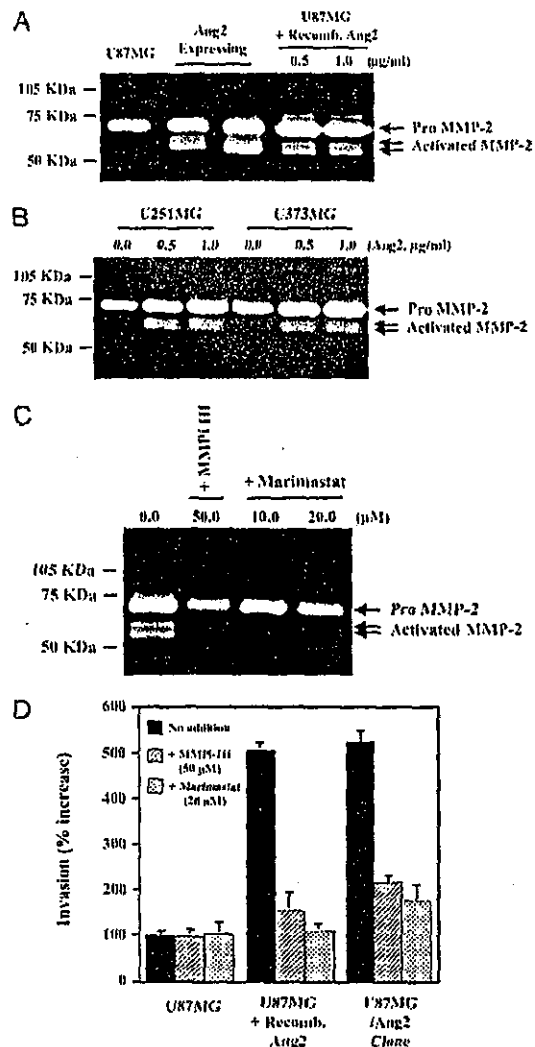 A
U87MG
Ang2
Expressing
U87MG
+ Recomb. Ang2
0.5 1.0 (µg/ml)
105 KDa
75 KDa
50 KDa
Pro MMP-2
Activated MMP-2
B
U251MG U373MG
0.0 0.5 1.0 0.0 0.5 1.0 (Ang2, µg/ml)
105 KDa
75 KDa
50 KDa
Pro MMP-2
Activated MMP-2
C
+ MMPI-III
+ Marimastat
0.0 50.0 10.0 20.0 (µM)
105 KDa
75 KDa
50 KDa
Pro MMP-2
Activated MMP-2
D
Invasion (% increase)
600
500
400
300
200
100
0
No addition
+ MMPI-III
(50 µM)
+ Marimastat
(20 µM)
U87MG
U87MG
+ Recomb.
Ang2
U87MG
/Ang2
Clone